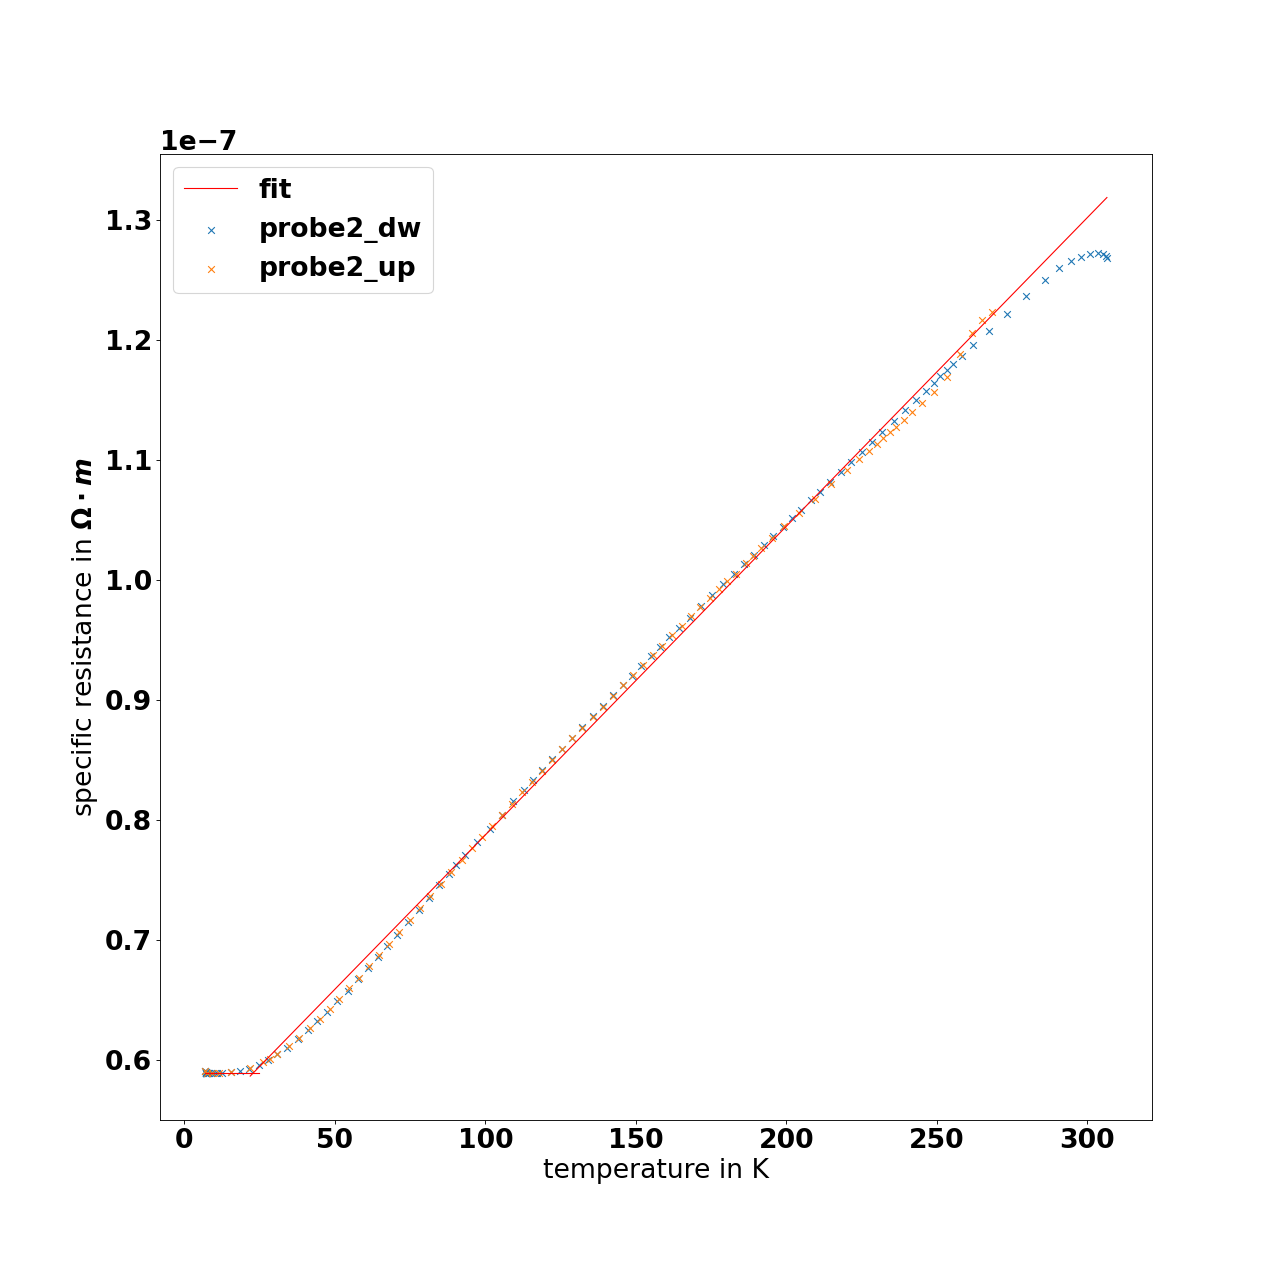 1e−7
fit
probe2_dw
probe2_up
1.3
1.2
1.1
1.0
0.9
0.8
0.7
0.6
specific resistance in Ω · m
0 50 100 150 200 250 300
temperature in K